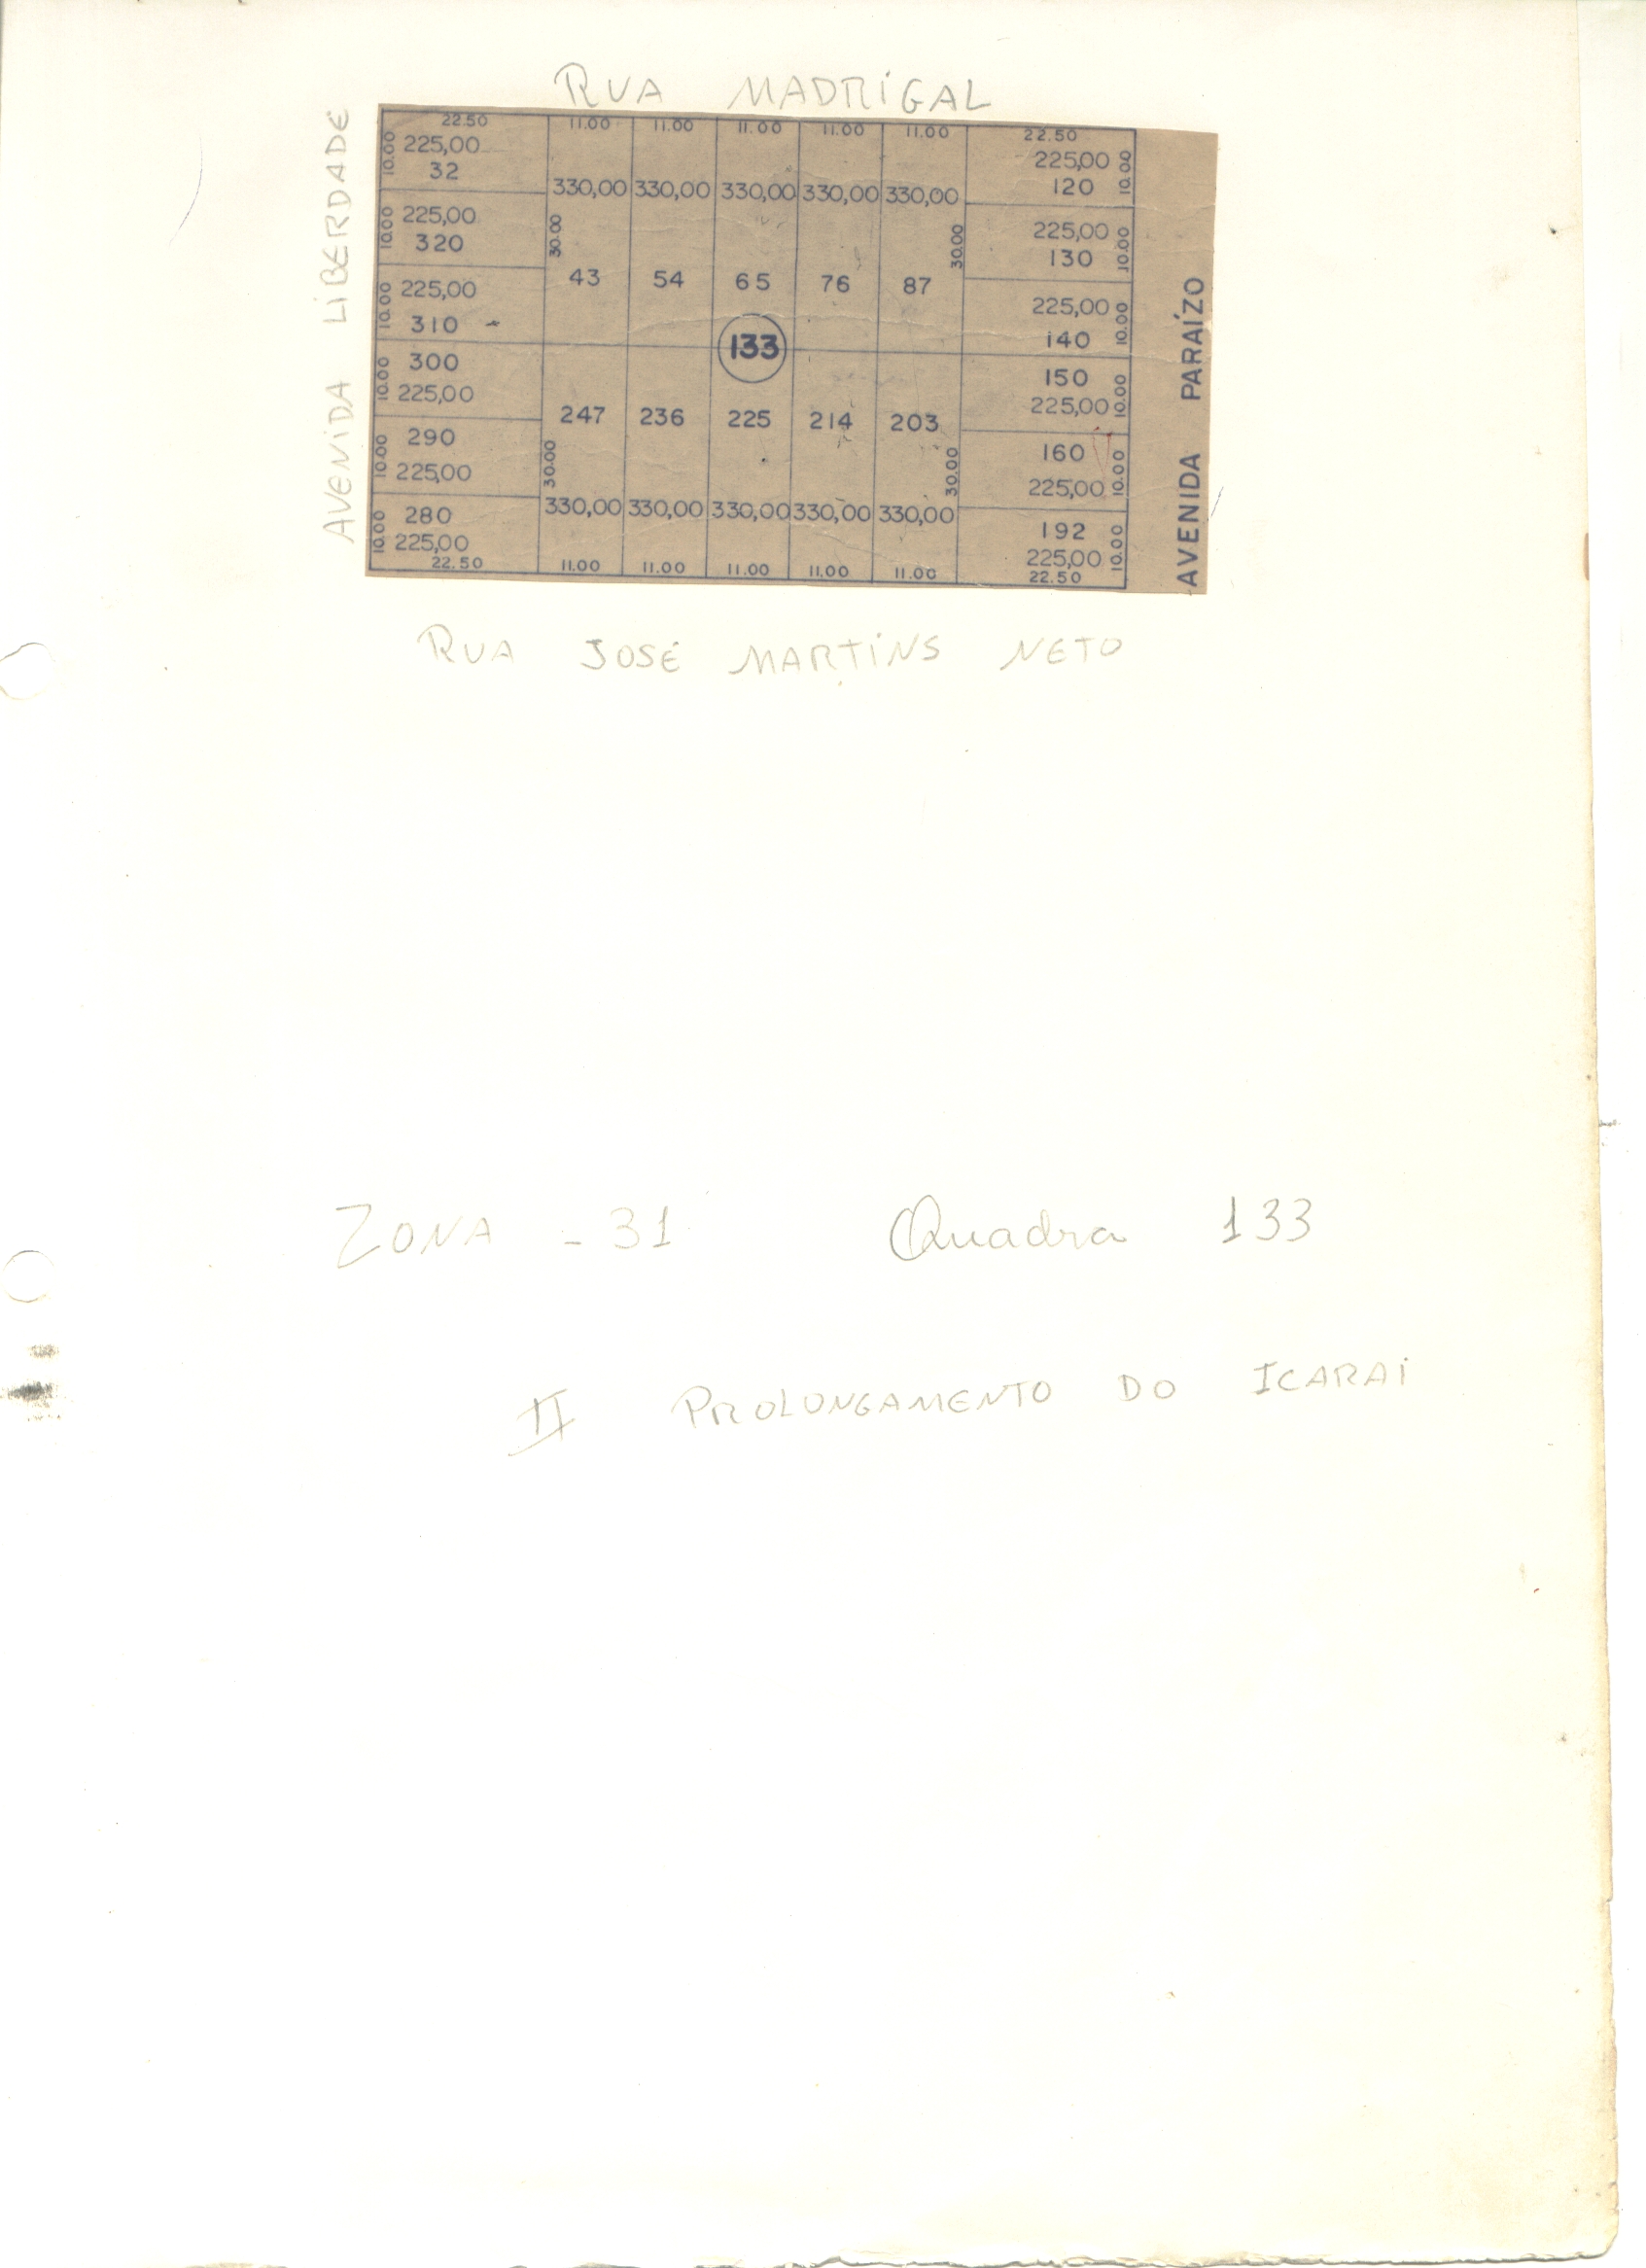 RUA MADRIGAL
AVENIDA LIBERDADE
22.50 11.00 11.00 11.00 11.00 11.00 22.50
10.00 225,00 225,00 10.00
32 120
330,00 330,00 330,00 330,00 330,00
10.00 225,00 30.00 30.00 225,00 10.00
320 130
43 54 65 76 87
10.00 225,00 225,00 10.00
310 140
133
10.00 300 150 10.00
225,00 225,00
247 236 225 214 203
10.00 290 30.00 30.00 160 10.00
225,00 225,00
330,00 330,00 330,00 330,00 330,00
10.00 280 192 10.00
225,00 225,00
22.50 11.00 11.00 11.00 11.00 11.00 22.50
AVENIDA PARAÍZO
RUA JOSÉ MARTINS NETO
ZONA - 31 Quadra 133
II PROLONGAMENTO DO ICARAI